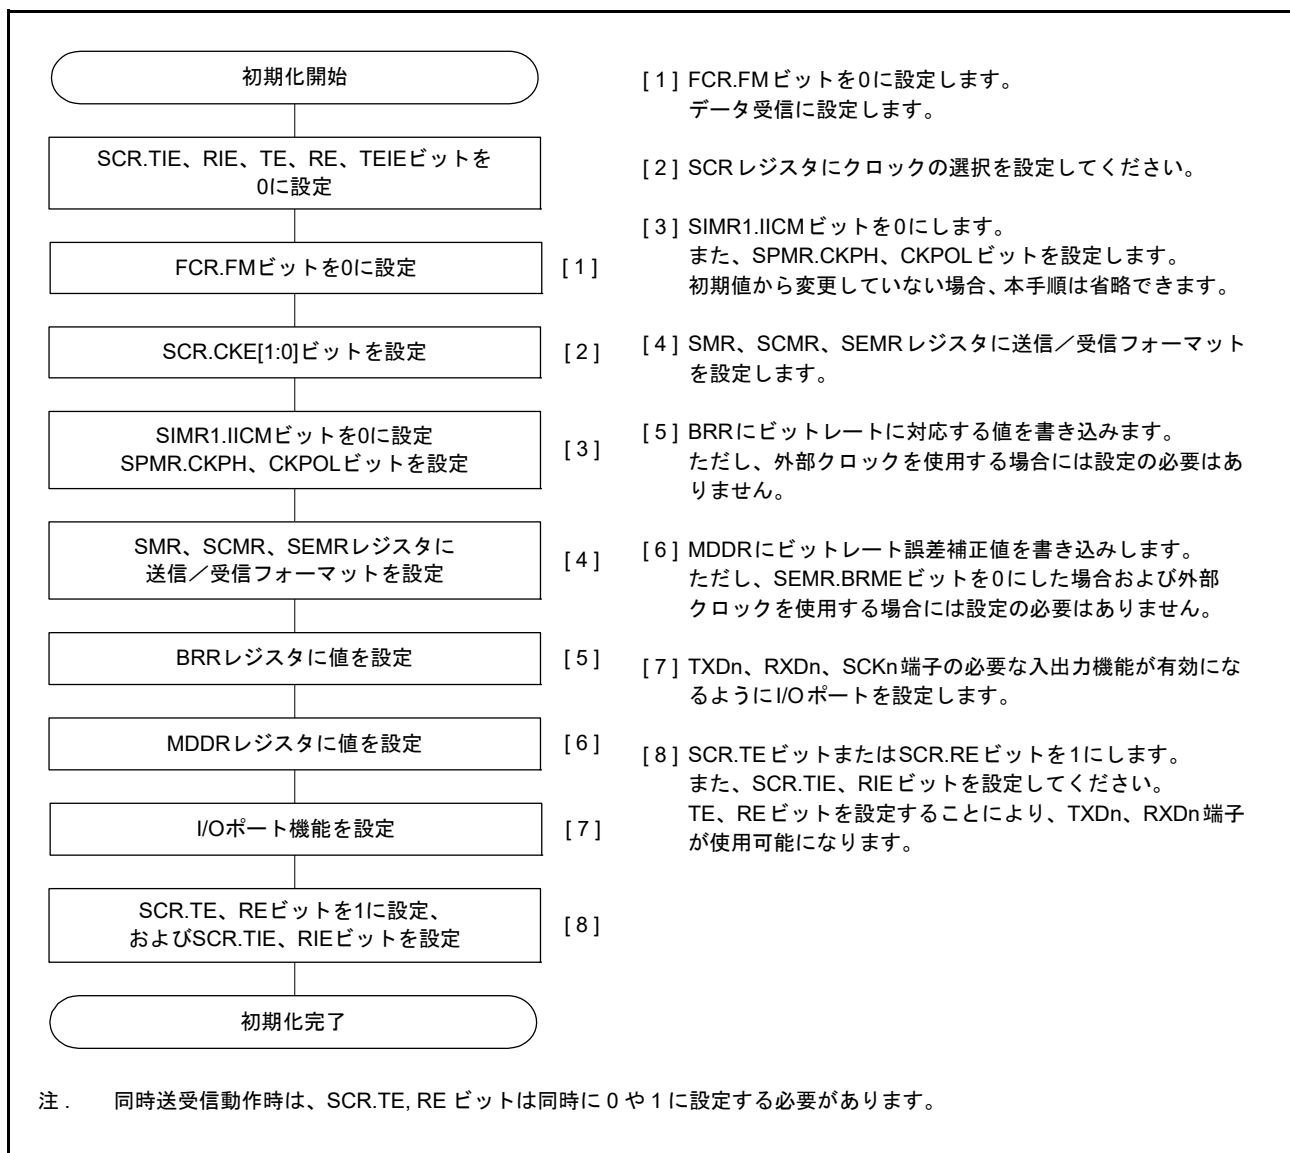 初期化開始
SCR.TIE、RIE、TE、RE、TEIEビットを
0に設定
FCR.FMビットを0に設定
[ 1 ]
SCR.CKE[1:0]ビットを設定
[ 2 ]
SIMR1.IICMビットを0に設定
SPMR.CKPH、CKPOLビットを設定
[ 3 ]
SMR、SCMR、SEMRレジスタに
送信／受信フォーマットを設定
[ 4 ]
BRRレジスタに値を設定
[ 5 ]
MDDRレジスタに値を設定
[ 6 ]
I/Oポート機能を設定
[ 7 ]
SCR.TE、REビットを1に設定、
およびSCR.TIE、RIEビットを設定
[ 8 ]
初期化完了
[ 1 ] FCR.FMビットを0に設定します。
データ受信に設定します。
[ 2 ] SCRレジスタにクロックの選択を設定してください。
[ 3 ] SIMR1.IICMビットを0にします。
また、SPMR.CKPH、CKPOLビットを設定します。
初期値から変更していない場合、本手順は省略できます。
[ 4 ] SMR、SCMR、SEMRレジスタに送信／受信フォーマット
を設定します。
[ 5 ] BRRにビットレートに対応する値を書き込みます。
ただし、外部クロックを使用する場合には設定の必要はあ
りません。
[ 6 ] MDDRにビットレート誤差補正値を書き込みします。
ただし、SEMR.BRMEビットを0にした場合および外部
クロックを使用する場合には設定の必要はありません。
[ 7 ] TXDn、RXDn、SCKn端子の必要な入出力機能が有効にな
るようにI/Oポートを設定します。
[ 8 ] SCR.TEビットまたはSCR.REビットを1にします。
また、SCR.TIE、RIEビットを設定してください。
TE、REビットを設定することにより、TXDn、RXDn端子
が使用可能になります。
注 . 同時送受信動作時は、SCR.TE, RE ビットは同時に 0 や 1 に設定する必要があります。